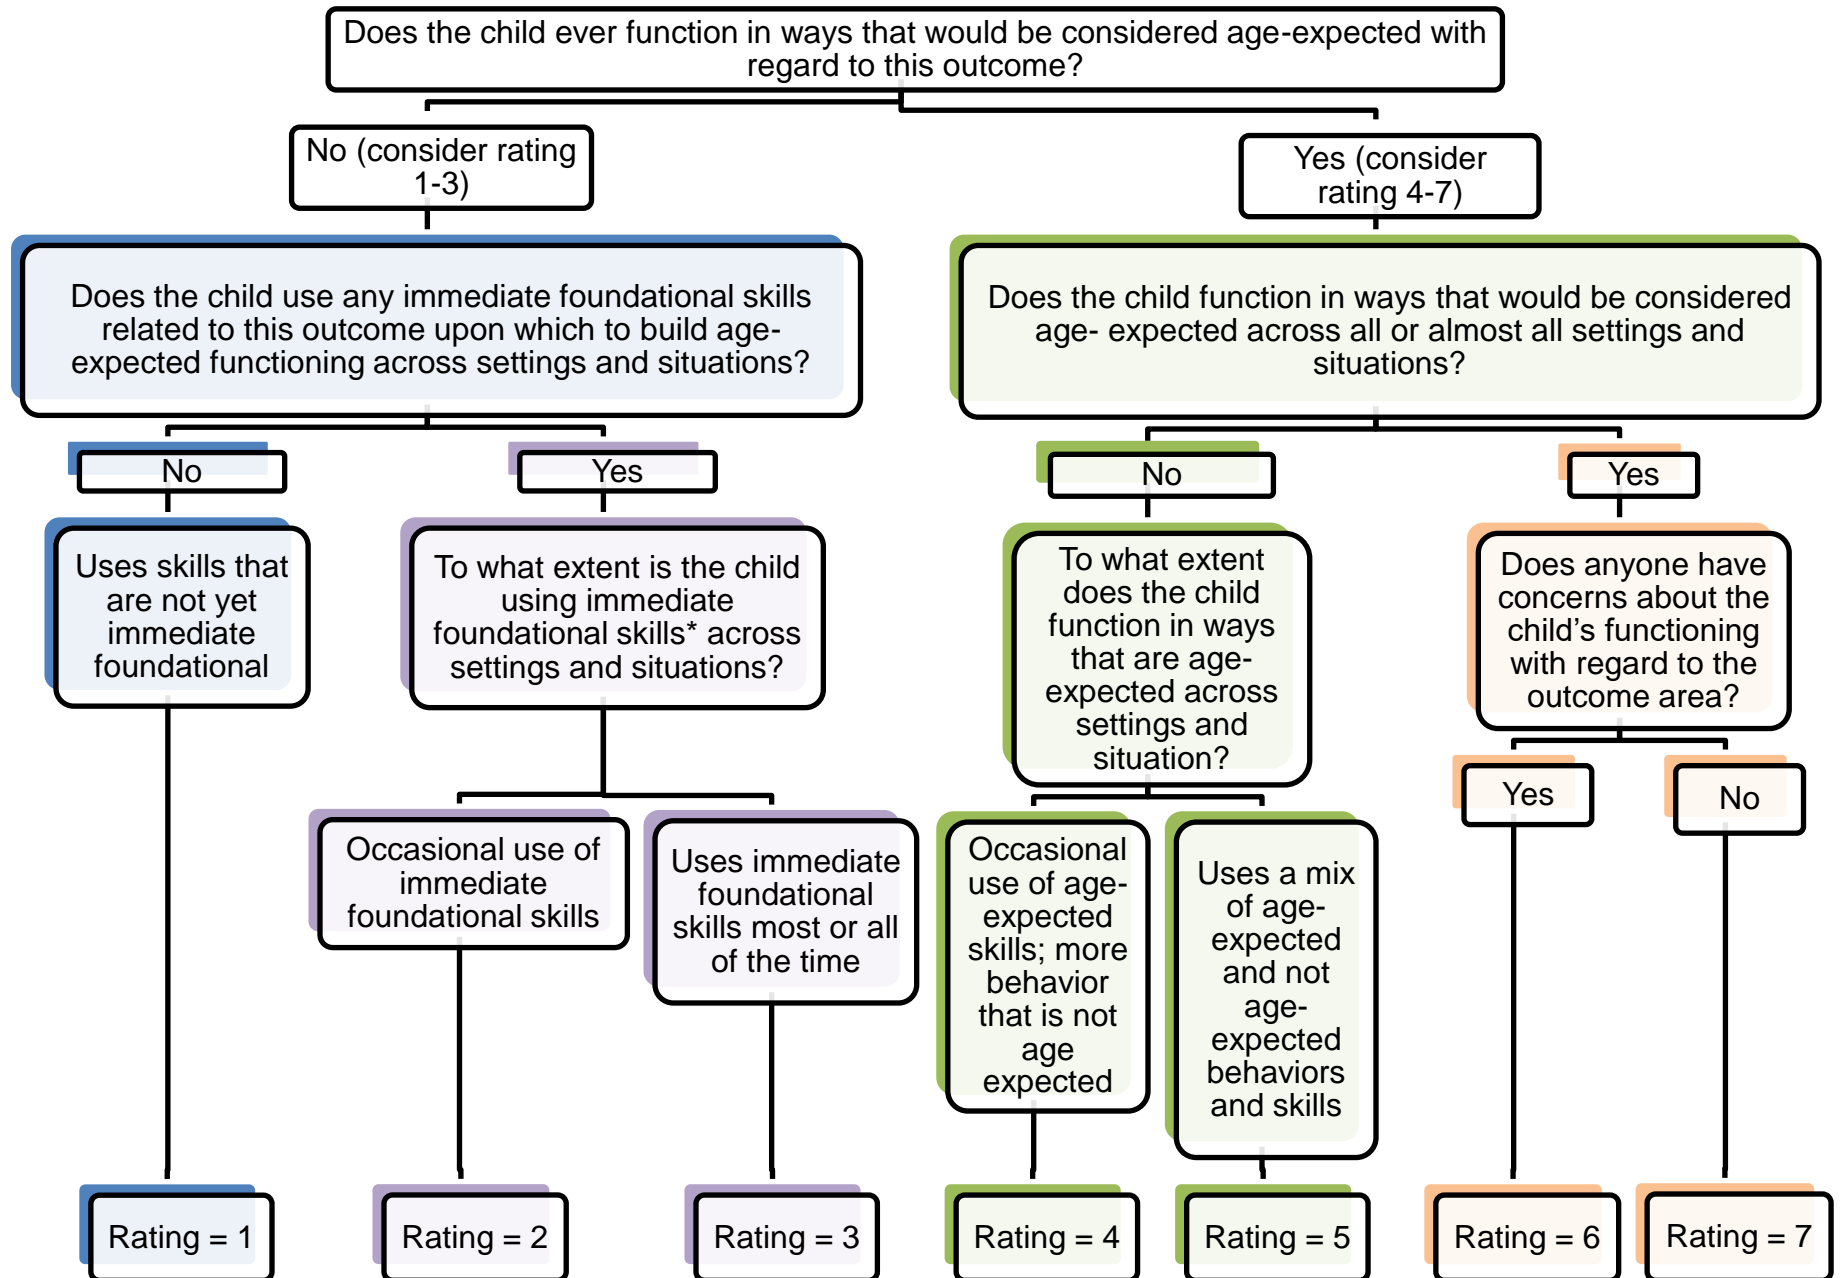 Does the child ever function in ways that would be considered age-expected with
regard to this outcome?
No (consider rating
1-3)
Yes (consider
rating 4-7)
Does the child use any immediate foundational skills
related to this outcome upon which to build age-
expected functioning across settings and situations?
Does the child function in ways that would be considered
age- expected across all or almost all settings and
situations?
No
Yes
No
Yes
Uses skills that
are not yet
immediate
foundational
To what extent is the child
using immediate
foundational skills* across
settings and situations?
To what extent
does the child
function in ways
that are age-
expected across
settings and
situation?
Does anyone have
concerns about the
child’s functioning
with regard to the
outcome area?
Yes
No
Occasional use of
immediate
foundational skills
Uses immediate
foundational
skills most or all
of the time
Occasional
use of age-
expected
skills; more
behavior
that is not
age
expected
Uses a mix
of age-
expected
and not
age-
expected
behaviors
and skills
Rating = 1
Rating = 2
Rating = 3
Rating = 4
Rating = 5
Rating = 6
Rating = 7